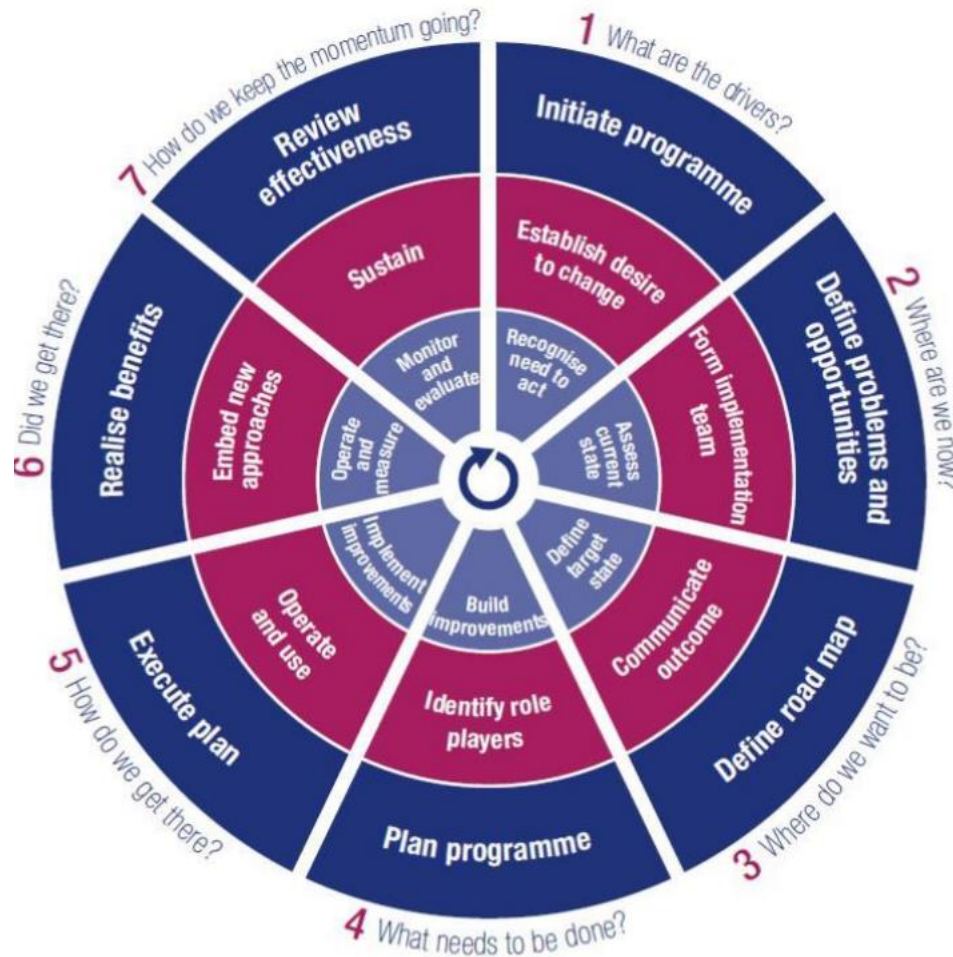 1 What are the drivers?
Initiate programme
Establish desire
to change
Recognise
need to
act
2 Where are we now?
Define problems and
opportunities
Form implementation
team
Assess
current
state
3 Where do we want to be?
Define road map
Communicate
outcome
Define
target
state
4 What needs to be done?
Plan programme
Identify role
players
Build
improvements
5 How do we get there?
Execute plan
Operate
and use
Implement
improvements
6 Did we get there?
Realise benefits
Embed new
approaches
Operate
and
measure
7 How do we keep the momentum going?
Review
effectiveness
Sustain
Monitor
and
evaluate